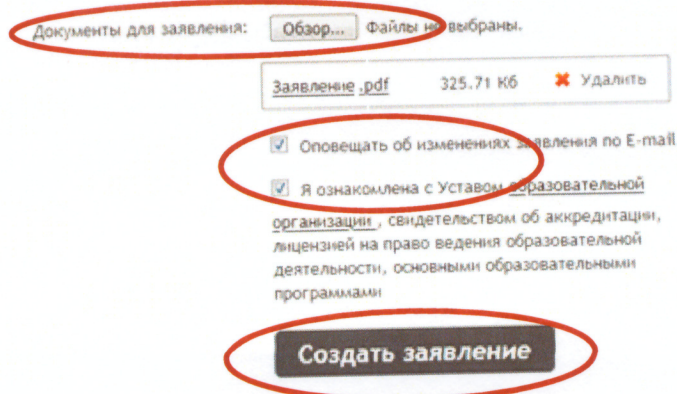 Документы для заявления: Обзор... Файлы не выбраны.
Заявление .pdf 325.71 Кб ✖ Удалить
Оповещать об изменениях заявления по E-mail
Я ознакомлена с Уставом образовательной
организации , свидетельством об аккредитации,
лицензией на право ведения образовательной
деятельности, основными образовательными
программами
Создать заявление